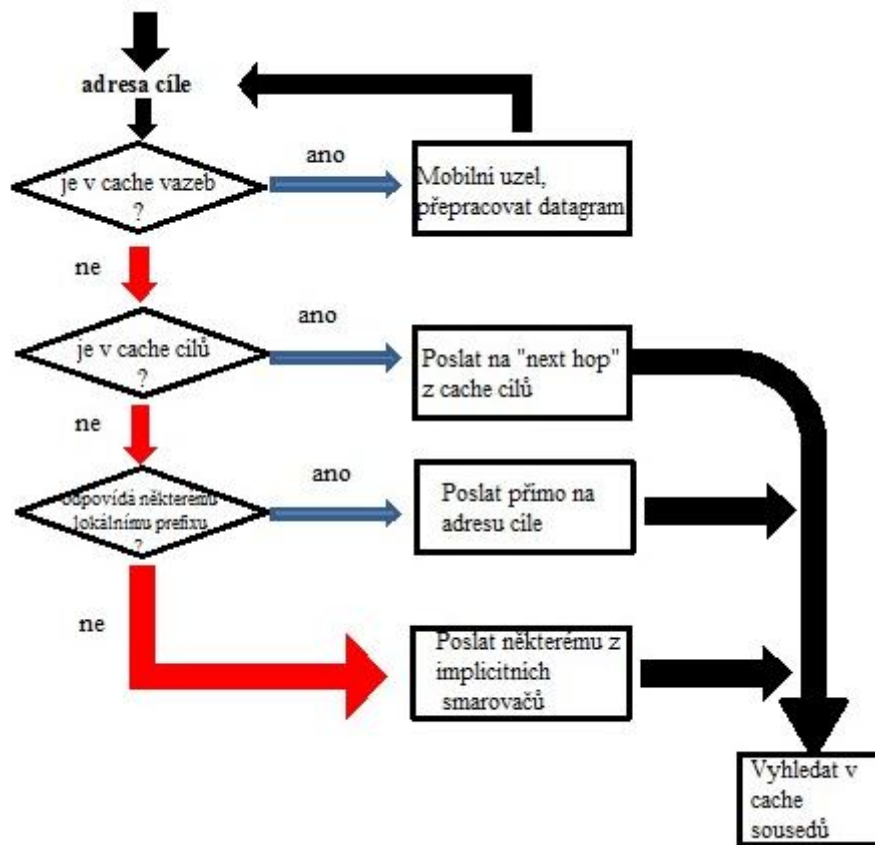 adresa cíle
je v cache vazeb
?
ano
Mobilní uzel,
přepracovat datagram
ne
je v cache cílů
?
ano
Poslat na "next hop"
z cache cílů
ne
odpovídá některému
lokálnímu prefixu
?
ano
Poslat přímo na
adresu cíle
ne
Poslat některému z
implicitních
smarovačů
Vyhledat v
cache
sousedů